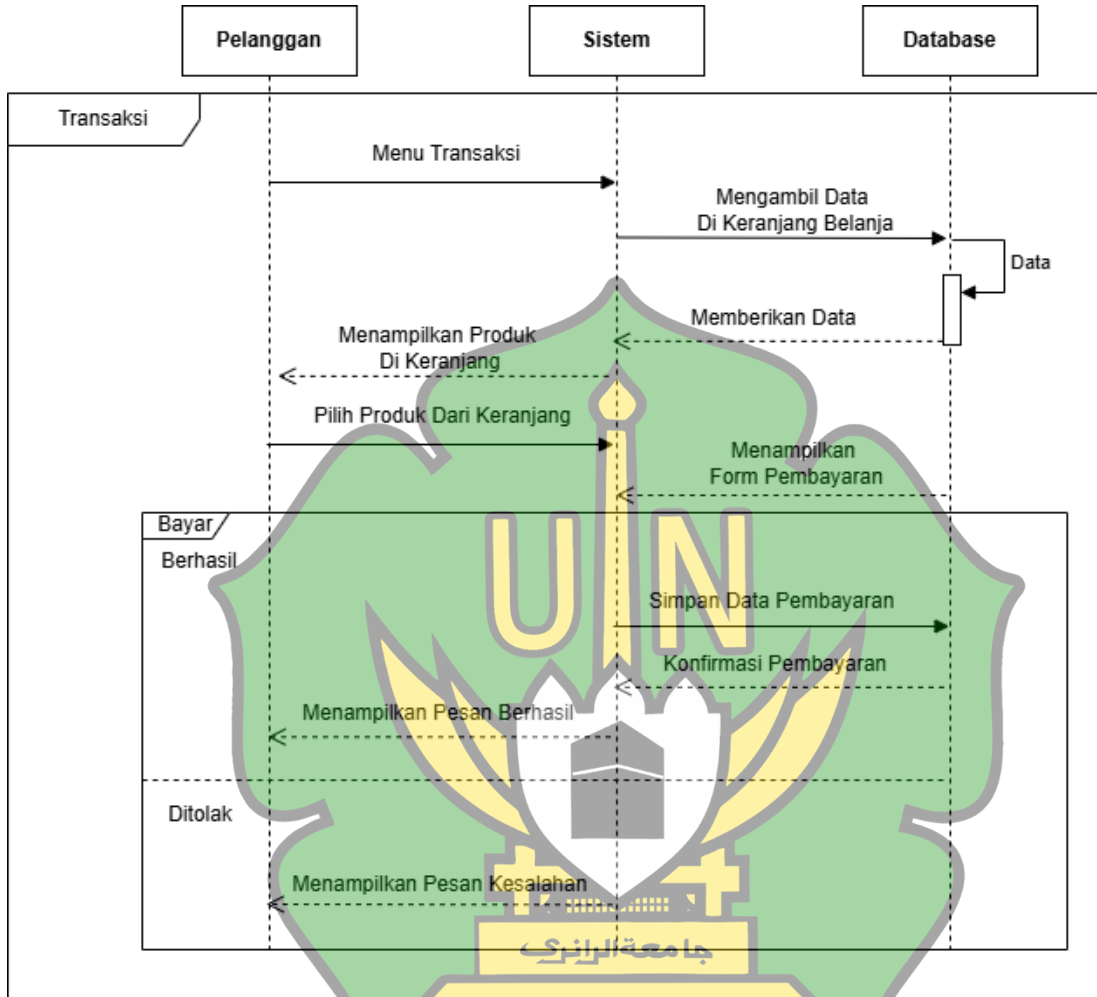 Pelanggan
Sistem
Database
Transaksi
Menu Transaksi
Mengambil Data
Di Keranjang Belanja
Data
Memberikan Data
Menampilkan Produk
Di Keranjang
Pilih Produk Dari Keranjang
Menampilkan
Form Pembayaran
Bayar
Berhasil
UIN
Simpan Data Pembayaran
Konfirmasi Pembayaran
Menampilkan Pesan Berhasil
Ditolak
Menampilkan Pesan Kesalahan
جامعة الرانري